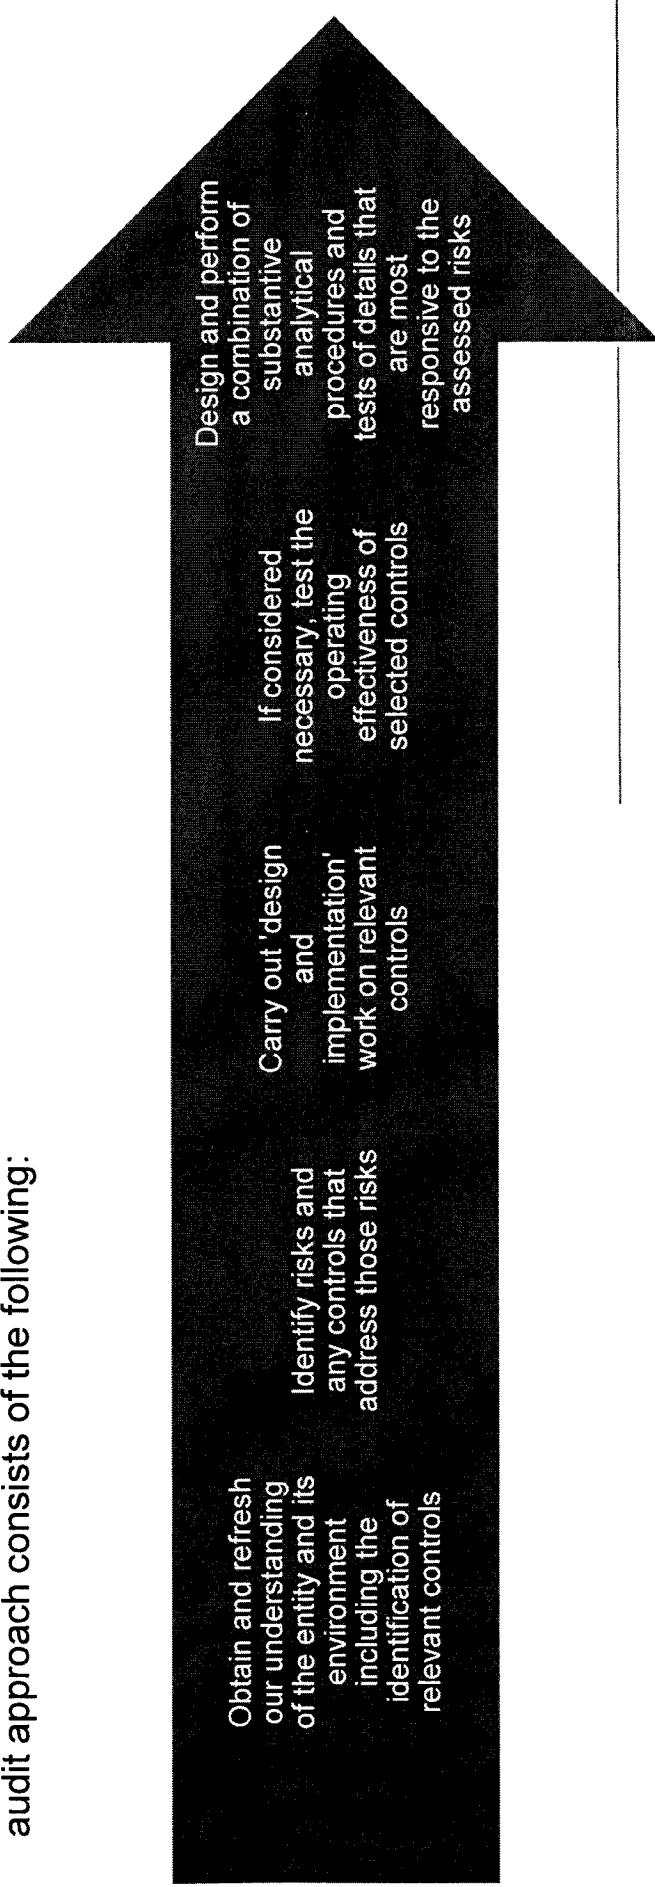 audit approach consists of the following:
Obtain and refresh
our understanding
of the entity and its
environment
including the
identification of
relevant controls
Identify risks and
any controls that
address those risks
Carry out 'design
and
implementation'
work on relevant
controls
If considered
necessary, test the
operating
effectiveness of
selected controls
Design and perform
a combination of
substantive
analytical
procedures and
tests of details that
are most
responsive to the
assessed risks